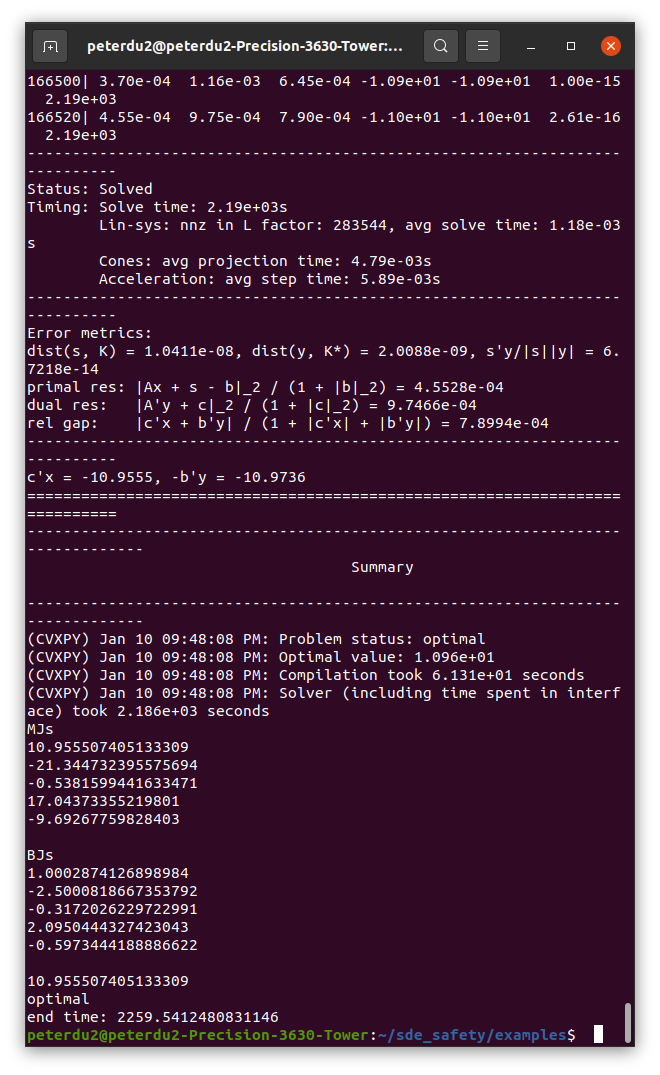 peterdu2@peterdu2-Precision-3630-Tower:...
166500| 3.70e-04  1.16e-03  6.45e-04 -1.09e+01 -1.09e+01  1.00e-15
  2.19e+03
166520| 4.55e-04  9.75e-04  7.90e-04 -1.10e+01 -1.10e+01  2.61e-16
  2.19e+03
------------------------------------------------------------------
----------
Status: Solved
Timing: Solve time: 2.19e+03s
        Lin-sys: nnz in L factor: 283544, avg solve time: 1.18e-03
s
        Cones: avg projection time: 4.79e-03s
        Acceleration: avg step time: 5.89e-03s
------------------------------------------------------------------
----------
Error metrics:
dist(s, K) = 1.0411e-08, dist(y, K*) = 2.0088e-09, s'y/|s||y| = 6.
7218e-14
primal res: |Ax + s - b|_2 / (1 + |b|_2) = 4.5528e-04
dual res:   |A'y + c|_2 / (1 + |c|_2) = 9.7466e-04
rel gap:    |c'x + b'y| / (1 + |c'x| + |b'y|) = 7.8994e-04
------------------------------------------------------------------
----------
c'x = -10.9555, -b'y = -10.9736
==================================================================
==========
------------------------------------------------------------------
-------------
                                    Summary
------------------------------------------------------------------
-------------
(CVXPY) Jan 10 09:48:08 PM: Problem status: optimal
(CVXPY) Jan 10 09:48:08 PM: Optimal value: 1.096e+01
(CVXPY) Jan 10 09:48:08 PM: Compilation took 6.131e+01 seconds
(CVXPY) Jan 10 09:48:08 PM: Solver (including time spent in interf
ace) took 2.186e+03 seconds
MJs
10.955507405133309
-21.344732395575694
-0.5381599441633471
17.04373355219801
-9.69267759828403

BJs
1.0002874126898984
-2.5000818667353792
-0.3172026229722991
2.0950444327423043
-0.5973444188886622

10.955507405133309
optimal
end time: 2259.5412480831146
peterdu2@peterdu2-Precision-3630-Tower:~/sde_safety/examples$